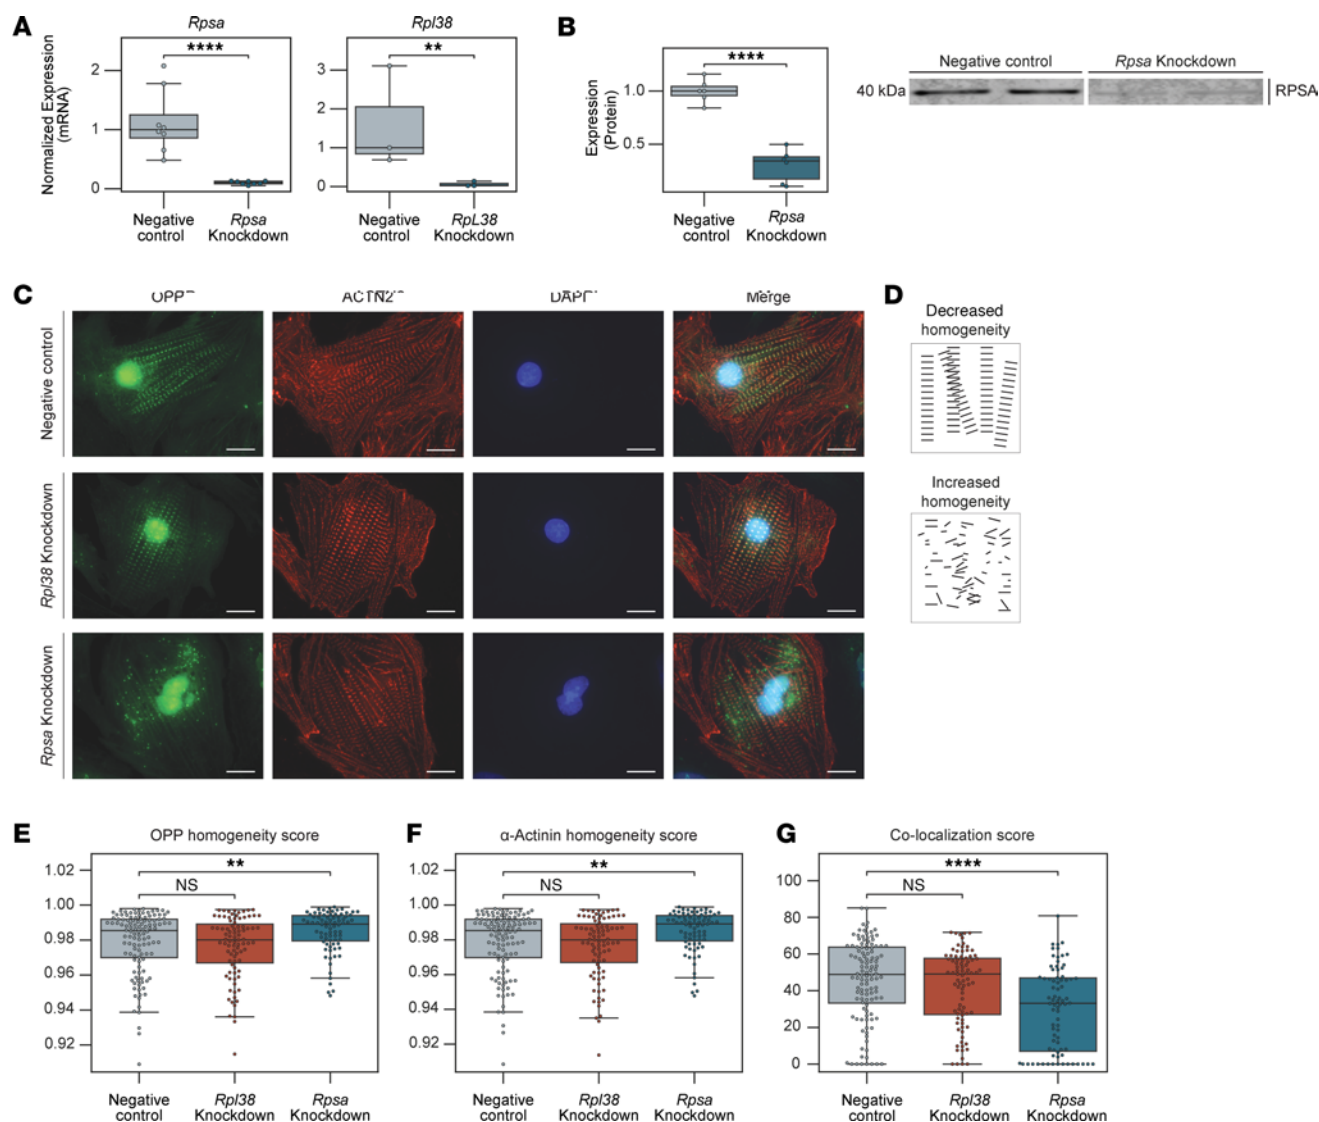 A
Rpsa
Rpl38
Normalized Expression
(mRNA)
2
1
0
****
3
2
1
0
**
Negative
control
Rpsa
Knockdown
Negative
control
RpL38
Knockdown
B
Expression
(Protein)
1.0
0.5
****
Negative
control
Rpsa
Knockdown
Negative control
Rpsa Knockdown
40 kDa
RPSA
C
OPP
ACTN2
DAPI
Merge
Negative control
Rpl38 Knockdown
Rpsa Knockdown
D
Decreased
homogeneity
Increased
homogeneity
E
OPP homogeneity score
1.02
1.00
0.98
0.96
0.94
0.92
**
NS
Negative
control
Rpl38
Knockdown
Rpsa
Knockdown
F
α-Actinin homogeneity score
1.02
1.00
0.98
0.96
0.94
0.92
**
NS
Negative
control
Rpl38
Knockdown
Rpsa
Knockdown
G
Co-localization score
100
80
60
40
20
0
****
NS
Negative
control
Rpl38
Knockdown
Rpsa
Knockdown